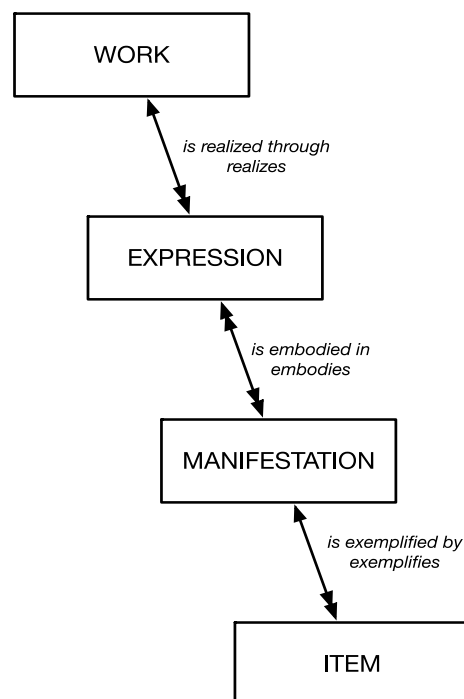 WORK
is realized through
realizes
EXPRESSION
is embodied in
embodies
MANIFESTATION
is exemplified by
exemplifies
ITEM